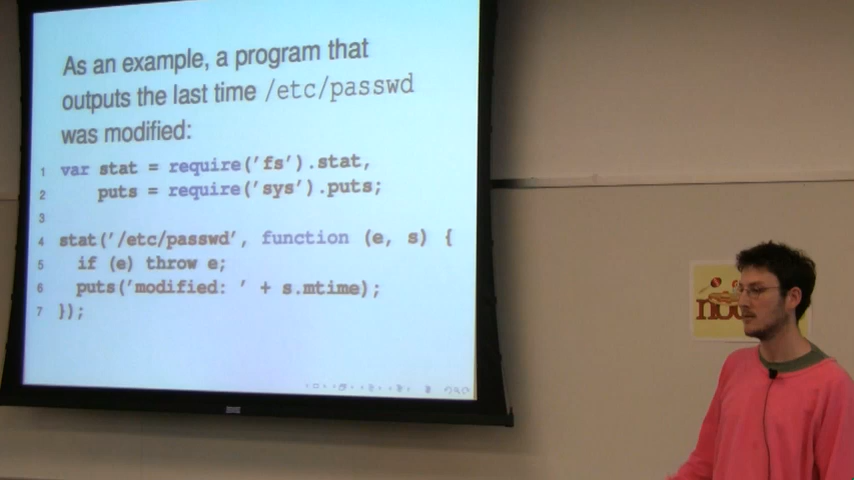 As an example, a program that
outputs the last time /etc/passwd
was modified:
1 var stat = require('fs').stat,
2 puts = require('sys').puts;
3
4 stat('/etc/passwd', function (e, s) {
5 if (e) throw e;
6 puts('modified: ' + s.mtime);
7 });